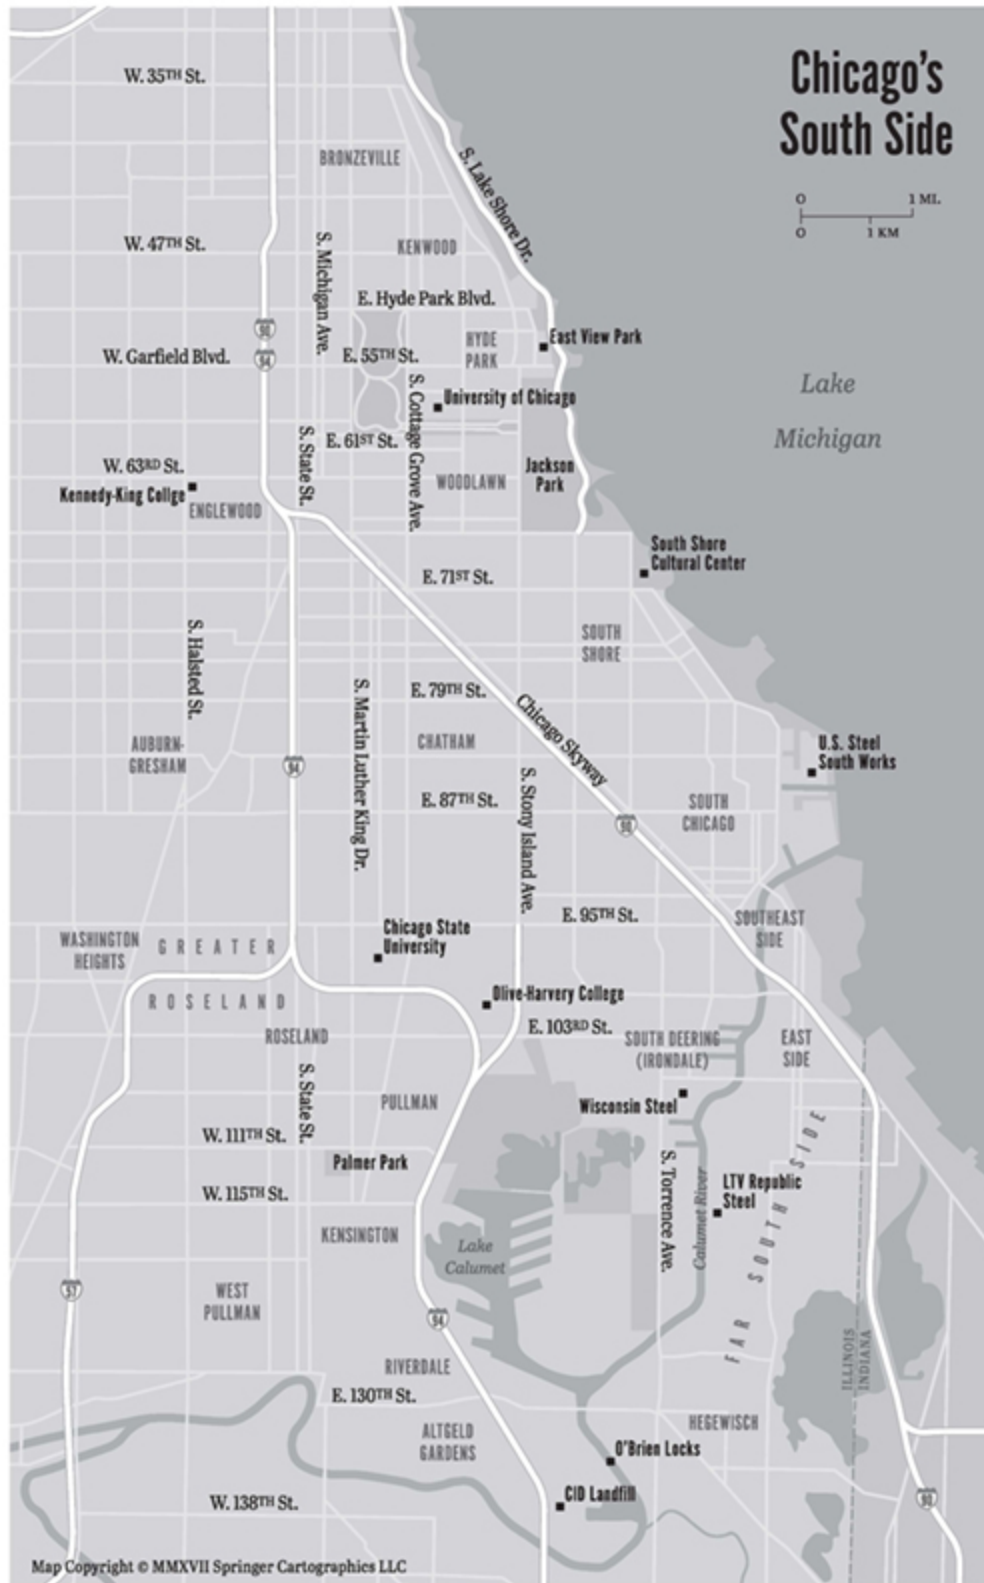 Chicago's
South Side
W. 35TH St.
BRONZEVILLE
S. Lake Shore Dr.
0 1 MI.
0 1 KM
W. 47TH St.
S. Michigan Ave.
KENWOOD
E. Hyde Park Blvd.
90
94
HYDE
PARK
East View Park
W. Garfield Blvd.
E. 55TH St.
Lake
Michigan
S. Cottage Grove Ave.
University of Chicago
S. State St.
E. 61ST St.
W. 63RD St.
Kennedy-King Collge
ENGLEWOOD
WOODLAWN
Jackson
Park
South Shore
Cultural Center
E. 71ST St.
S. Halsted St.
SOUTH
SHORE
S. Martin Luther King Dr.
E. 79TH St.
Chicago Skyway
AUBURN-
GRESHAM
CHATHAM
U.S. Steel
South Works
94
S. Stony Island Ave.
E. 87TH St.
SOUTH
CHICAGO
90
E. 95TH St.
SOUTHEAST
SIDE
WASHINGTON
HEIGHTS
GREATER
ROSELAND
Chicago State
University
Olive-Harvery College
ROSELAND
E. 103RD St.
SOUTH DEERING
(IRONDALE)
EAST
SIDE
S. State St.
PULLMAN
Wisconsin Steel
W. 111TH St.
Palmer Park
S. Torrence Ave.
Calumet River
LTV Republic
Steel
FAR SOUTH SIDE
W. 115TH St.
KENSINGTON
Lake
Calumet
57
WEST
PULLMAN
94
ILLINOIS
INDIANA
RIVERDALE
E. 130TH St.
ALTGELD
GARDENS
HEGEWISCH
O'Brien Locks
CID Landfill
W. 138TH St.
90
Map Copyright © MMXVII Springer Cartographics LLC